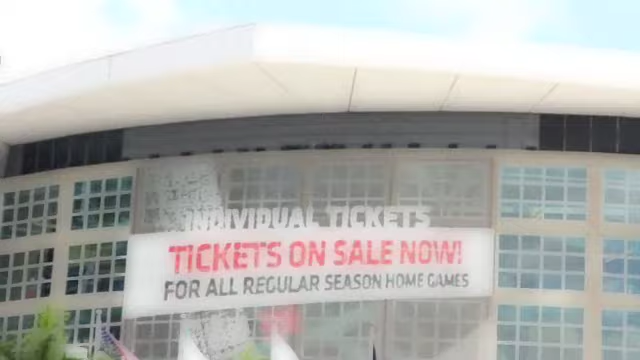 INDIVIDUAL TICKETS
TICKETS ON SALE NOW!
FOR ALL REGULAR SEASON HOME GAMES